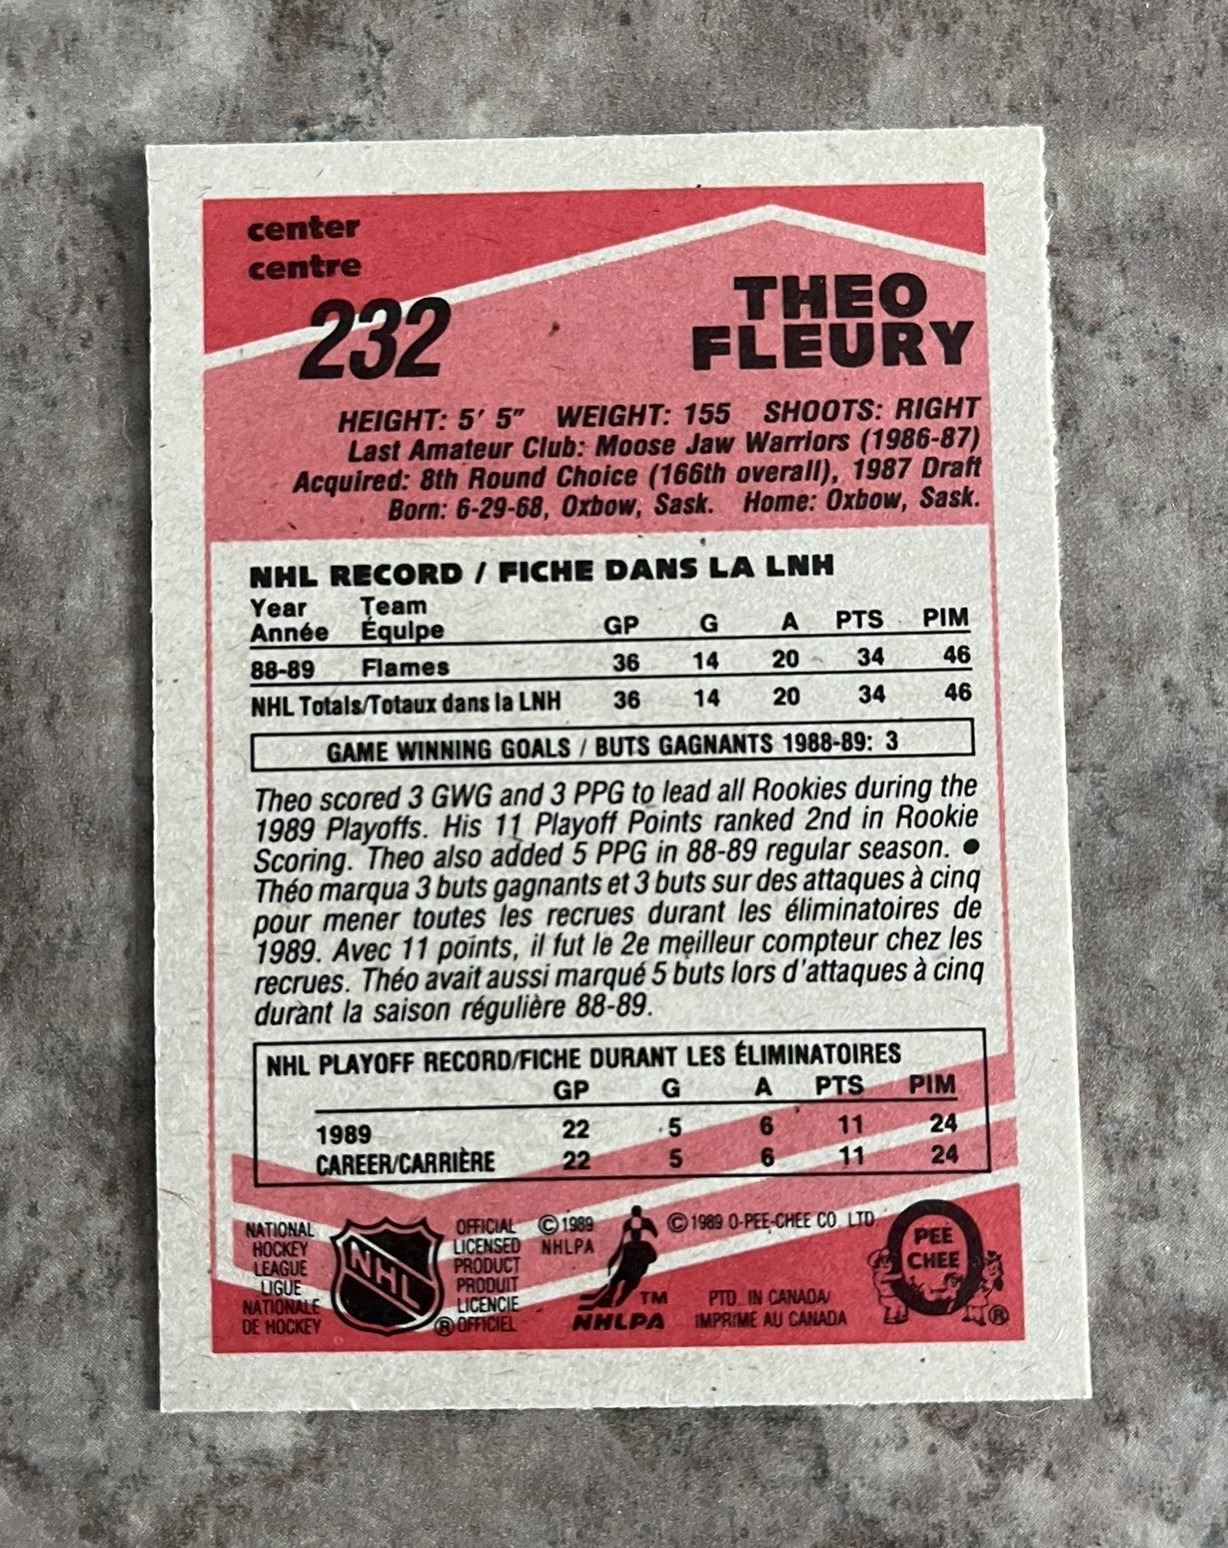 center
centre
232
THEO
FLEURY
HEIGHT: 5' 5" WEIGHT: 155 SHOOTS: RIGHT
Last Amateur Club: Moose Jaw Warriors (1986-87)
Acquired: 8th Round Choice (166th overall), 1987 Draft
Born: 6-29-68, Oxbow, Sask. Home: Oxbow, Sask.
NHL RECORD / FICHE DANS LA LNH
Year Team
Année Équipe GP G A PTS PIM
88-89 Flames 36 14 20 34 46
NHL Totals/Totaux dans la LNH 36 14 20 34 46
GAME WINNING GOALS / BUTS GAGNANTS 1988-89: 3
Theo scored 3 GWG and 3 PPG to lead all Rookies during the
1989 Playoffs. His 11 Playoff Points ranked 2nd in Rookie
Scoring. Theo also added 5 PPG in 88-89 regular season. ●
Théo marqua 3 buts gagnants et 3 buts sur des attaques à cinq
pour mener toutes les recrues durant les éliminatoires de
1989. Avec 11 points, il fut le 2e meilleur compteur chez les
recrues. Théo avait aussi marqué 5 buts lors d'attaques à cinq
durant la saison régulière 88-89.
NHL PLAYOFF RECORD/FICHE DURANT LES ÉLIMINATOIRES
GP G A PTS PIM
1989 22 5 6 11 24
CAREER/CARRIÈRE 22 5 6 11 24
NATIONAL
HOCKEY
LEAGUE
LIGUE
NATIONALE
DE HOCKEY
NHL
OFFICIAL
LICENSED
PRODUCT
PRODUIT
LICENCIE
® OFFICIEL
© 1989
NHLPA
TM
NHLPA
© 1989 O-PEE-CHEE CO. LTD.
PTD. IN CANADA/
IMPRIMÉ AU CANADA
PEE
CHEE
®